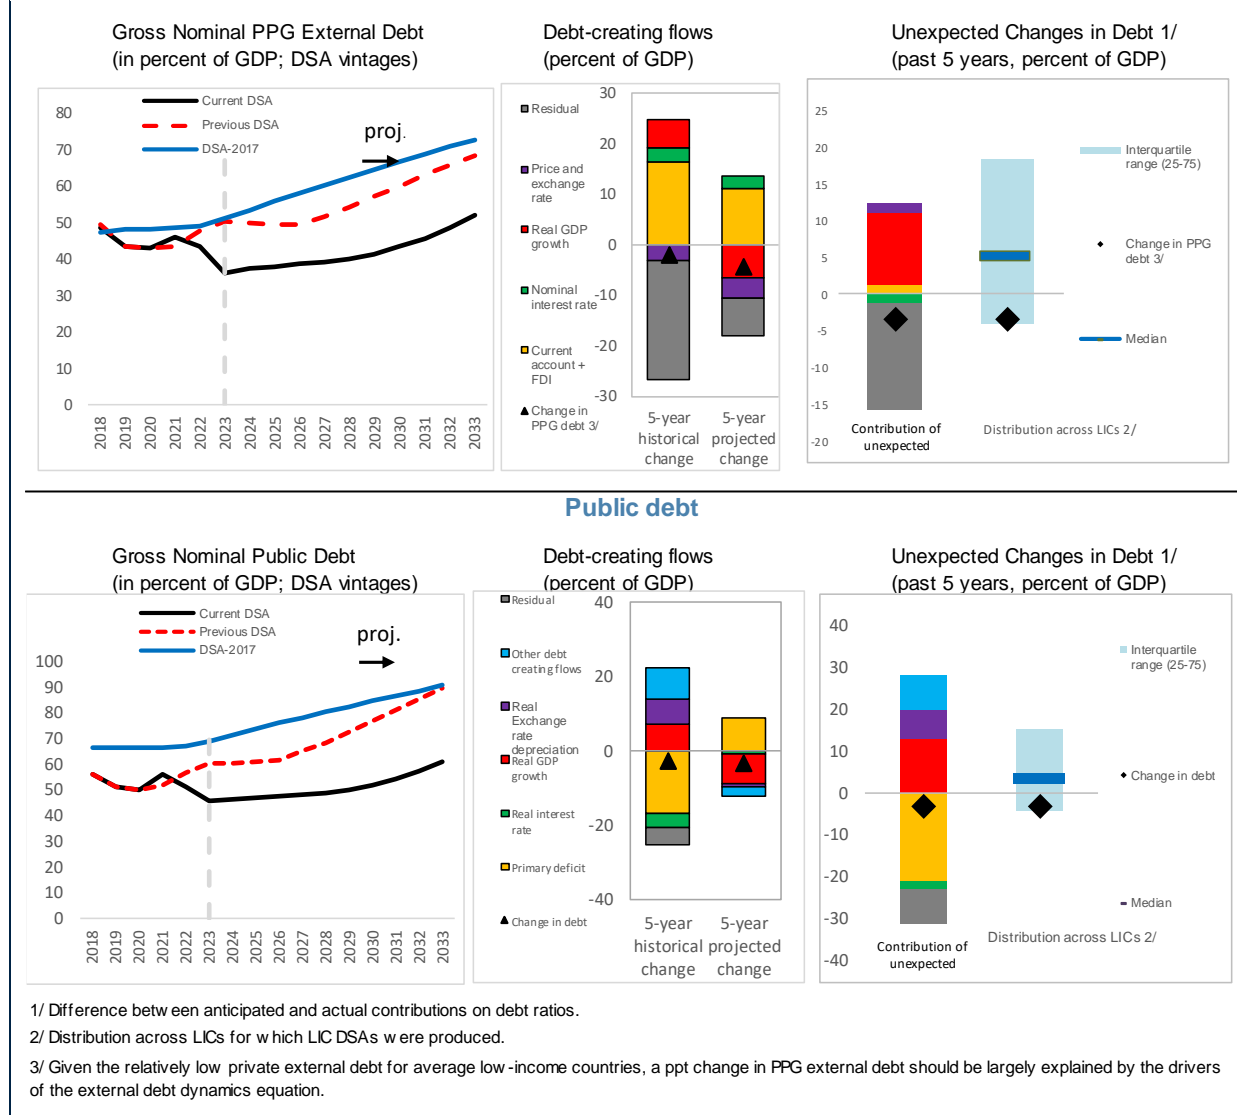 Gross Nominal PPG External Debt
(in percent of GDP; DSA vintages)
Current DSA
Previous DSA
DSA-2017
proj.
80
70
60
50
40
30
20
10
0
2018
2019
2020
2021
2022
2023
2024
2025
2026
2027
2028
2029
2030
2031
2032
2033
Debt-creating flows
(percent of GDP)
Residual
Price and
exchange
rate
Real GDP
growth
Nominal
interest rate
Current
account +
FDI
Change in
PPG debt 3/
30
20
10
0
-10
-20
-30
5-year
historical
change
5-year
projected
change
Unexpected Changes in Debt 1/
(past 5 years, percent of GDP)
25
20
15
10
5
0
-5
-10
-15
-20
Interquartile
range (25-75)
Change in PPG
debt 3/
Median
Contribution of
unexpected
Distribution across LICs 2/
Public debt
Gross Nominal Public Debt
(in percent of GDP; DSA vintages)
Current DSA
Previous DSA
DSA-2017
proj.
100
90
80
70
60
50
40
30
20
10
0
2018
2019
2020
2021
2022
2023
2024
2025
2026
2027
2028
2029
2030
2031
2032
2033
Debt-creating flows
(percent of GDP)
Residual
Other debt
creating flows
Real
Exchange
rate
depreciation
Real GDP
growth
Real interest
rate
Primary deficit
Change in debt
40
20
0
-20
-40
5-year
historical
change
5-year
projected
change
Unexpected Changes in Debt 1/
(past 5 years, percent of GDP)
40
30
20
10
0
-10
-20
-30
-40
Interquartile
range (25-75)
Change in debt
Median
Contribution of
unexpected
Distribution across LICs 2/
1/ Difference between anticipated and actual contributions on debt ratios.
2/ Distribution across LICs for which LIC DSAs were produced.
3/ Given the relatively low private external debt for average low-income countries, a ppt change in PPG external debt should be largely explained by the drivers
of the external debt dynamics equation.